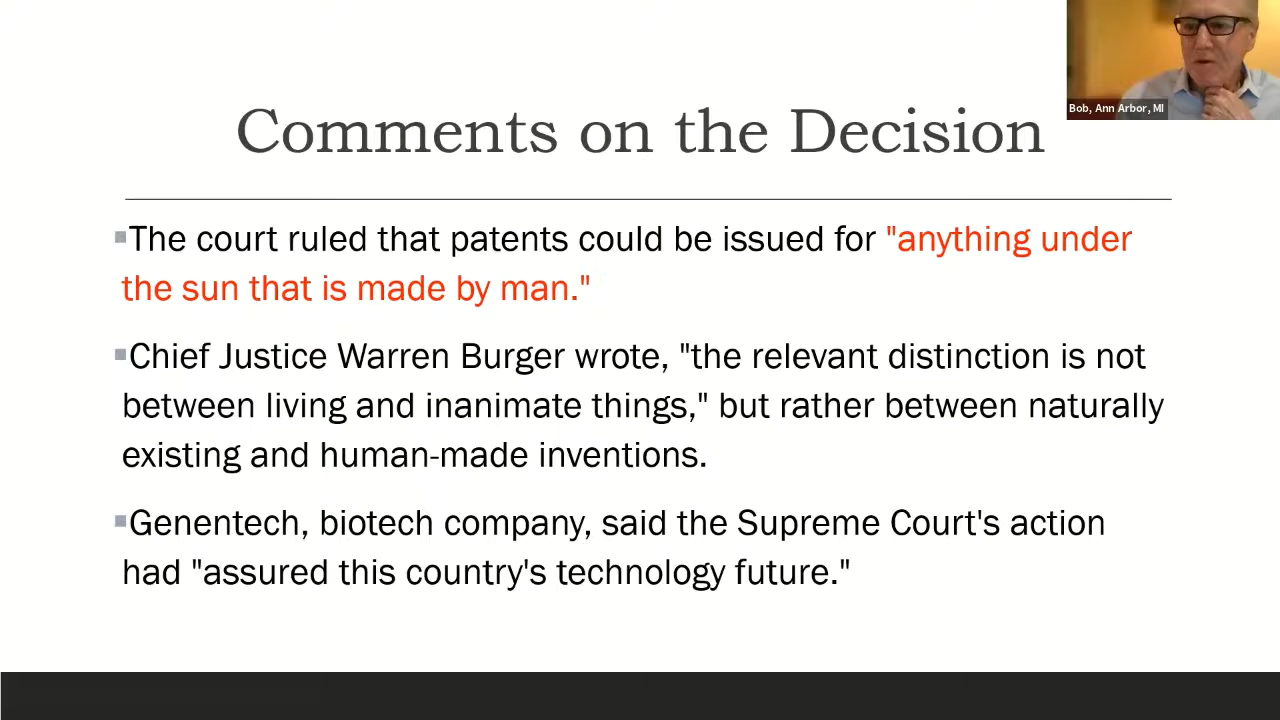 Bob, Ann Arbor, MI
Comments on the Decision
The court ruled that patents could be issued for "anything under
the sun that is made by man."
Chief Justice Warren Burger wrote, "the relevant distinction is not
between living and inanimate things," but rather between naturally
existing and human-made inventions.
Genentech, biotech company, said the Supreme Court's action
had "assured this country's technology future."